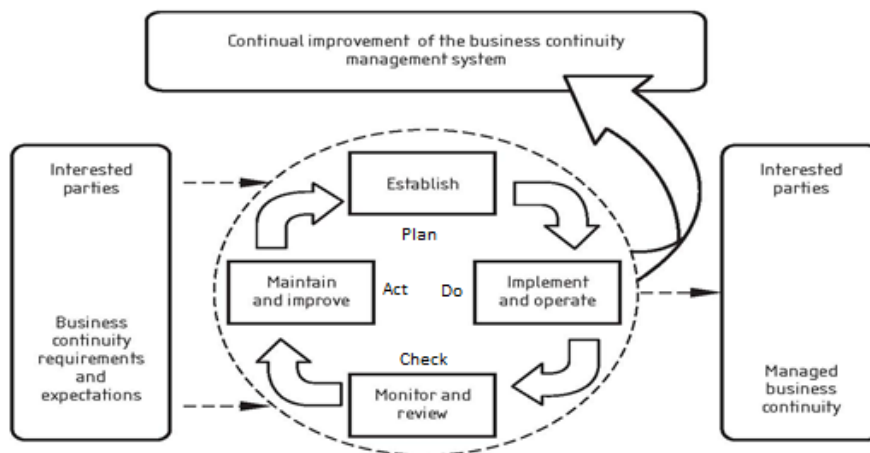 Continual improvement of the business continuity
management system
Interested
parties
Business
continuity
requirements
and
expectations
Establish
Plan
Maintain
and improve
Act
Do
Implement
and operate
Check
Monitor and
review
Interested
parties
Managed
business
continuity